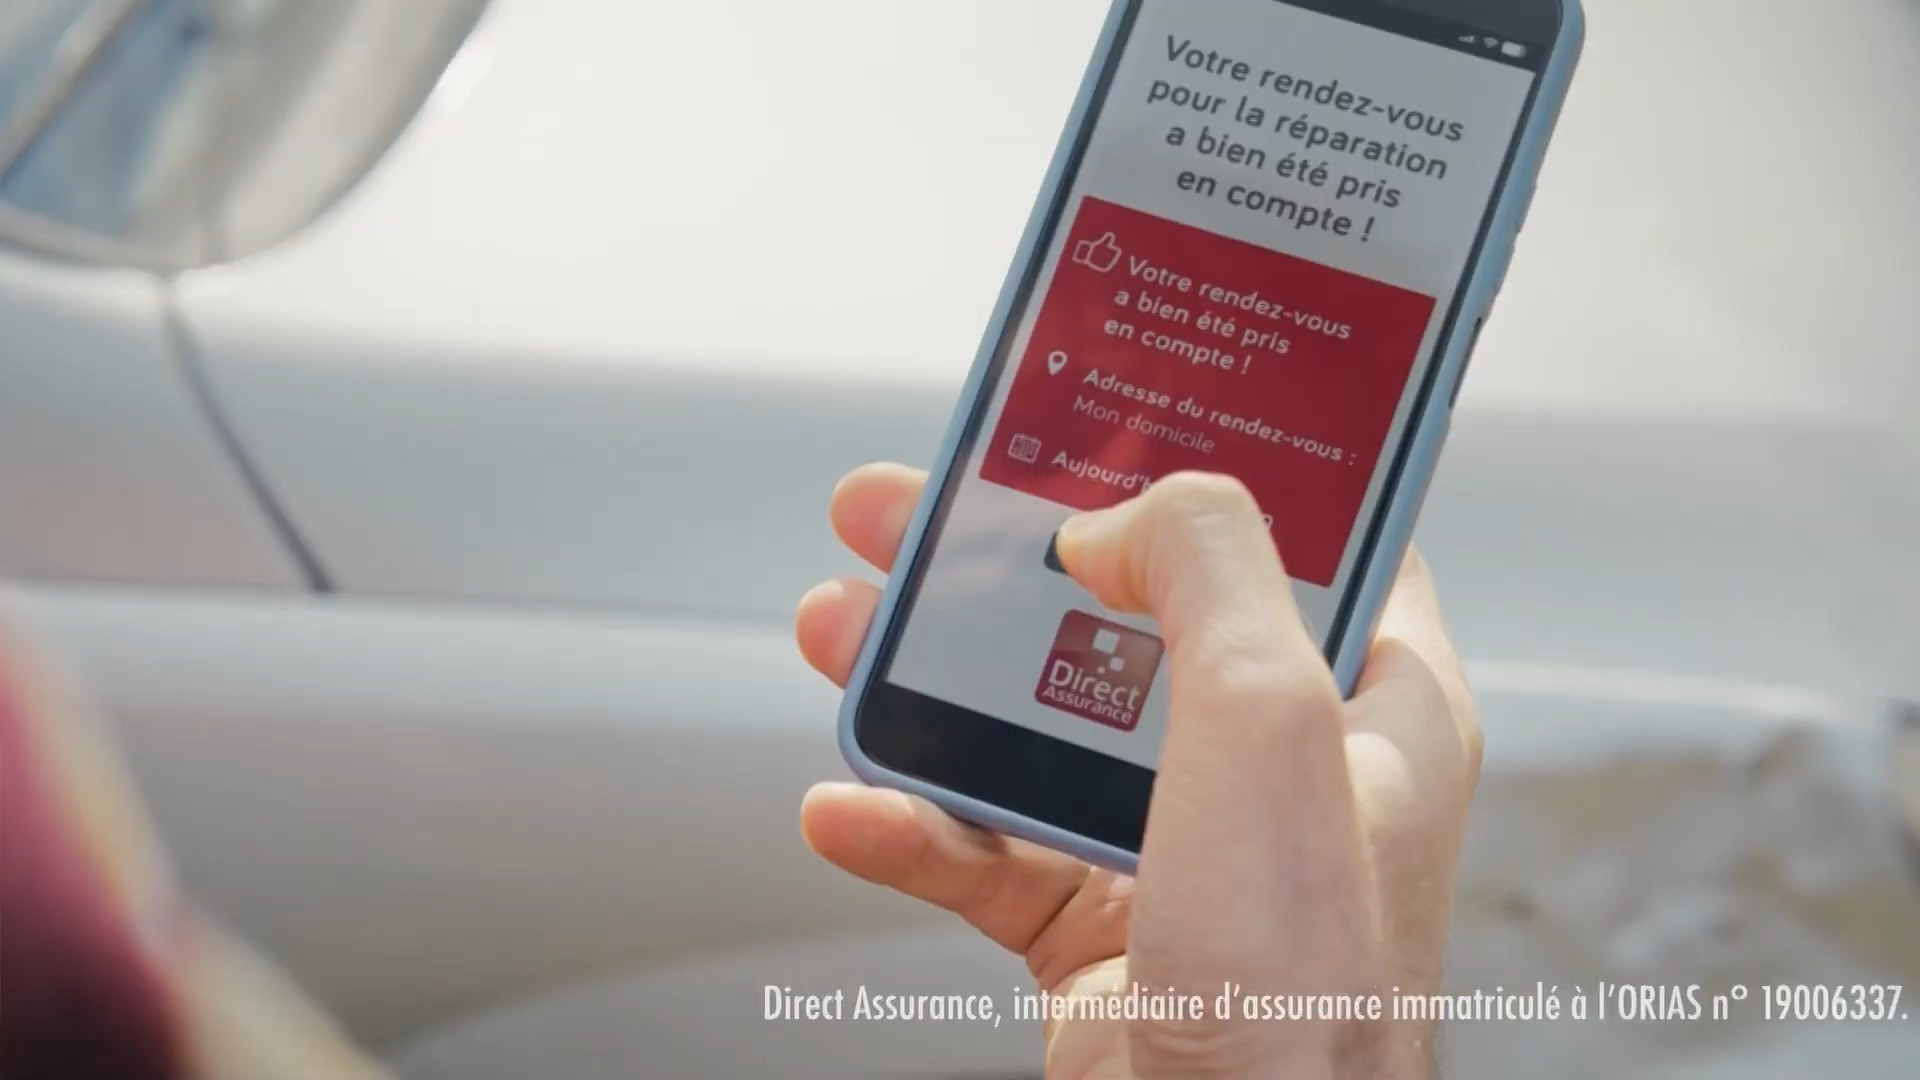 Votre rendez-vous
pour la réparation
a bien été pris
en compte !
Votre rendez-vous
a bien été pris
en compte !
Adresse du rendez-vous :
Mon domicile
Direct
Assurance
Direct Assurance, intermédiaire d'assurance immatriculé à l'ORIAS n° 19006337.